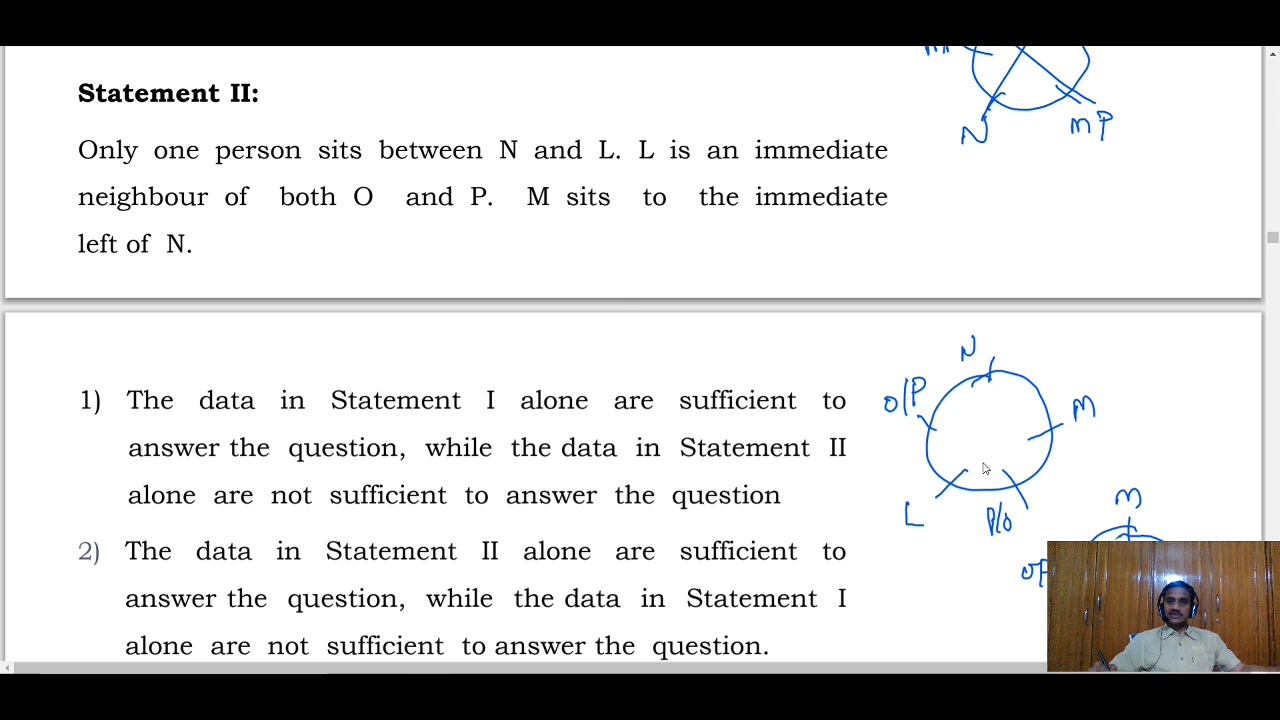 Statement II:
N
MP
Only one person sits between N and L. L is an immediate
neighbour of both O and P. M sits to the immediate
left of N.
N
O/P
M
1) The data in Statement I alone are sufficient to
answer the question, while the data in Statement II
alone are not sufficient to answer the question
L
P/O
M
OP
2) The data in Statement II alone are sufficient to
answer the question, while the data in Statement I
alone are not sufficient to answer the question.